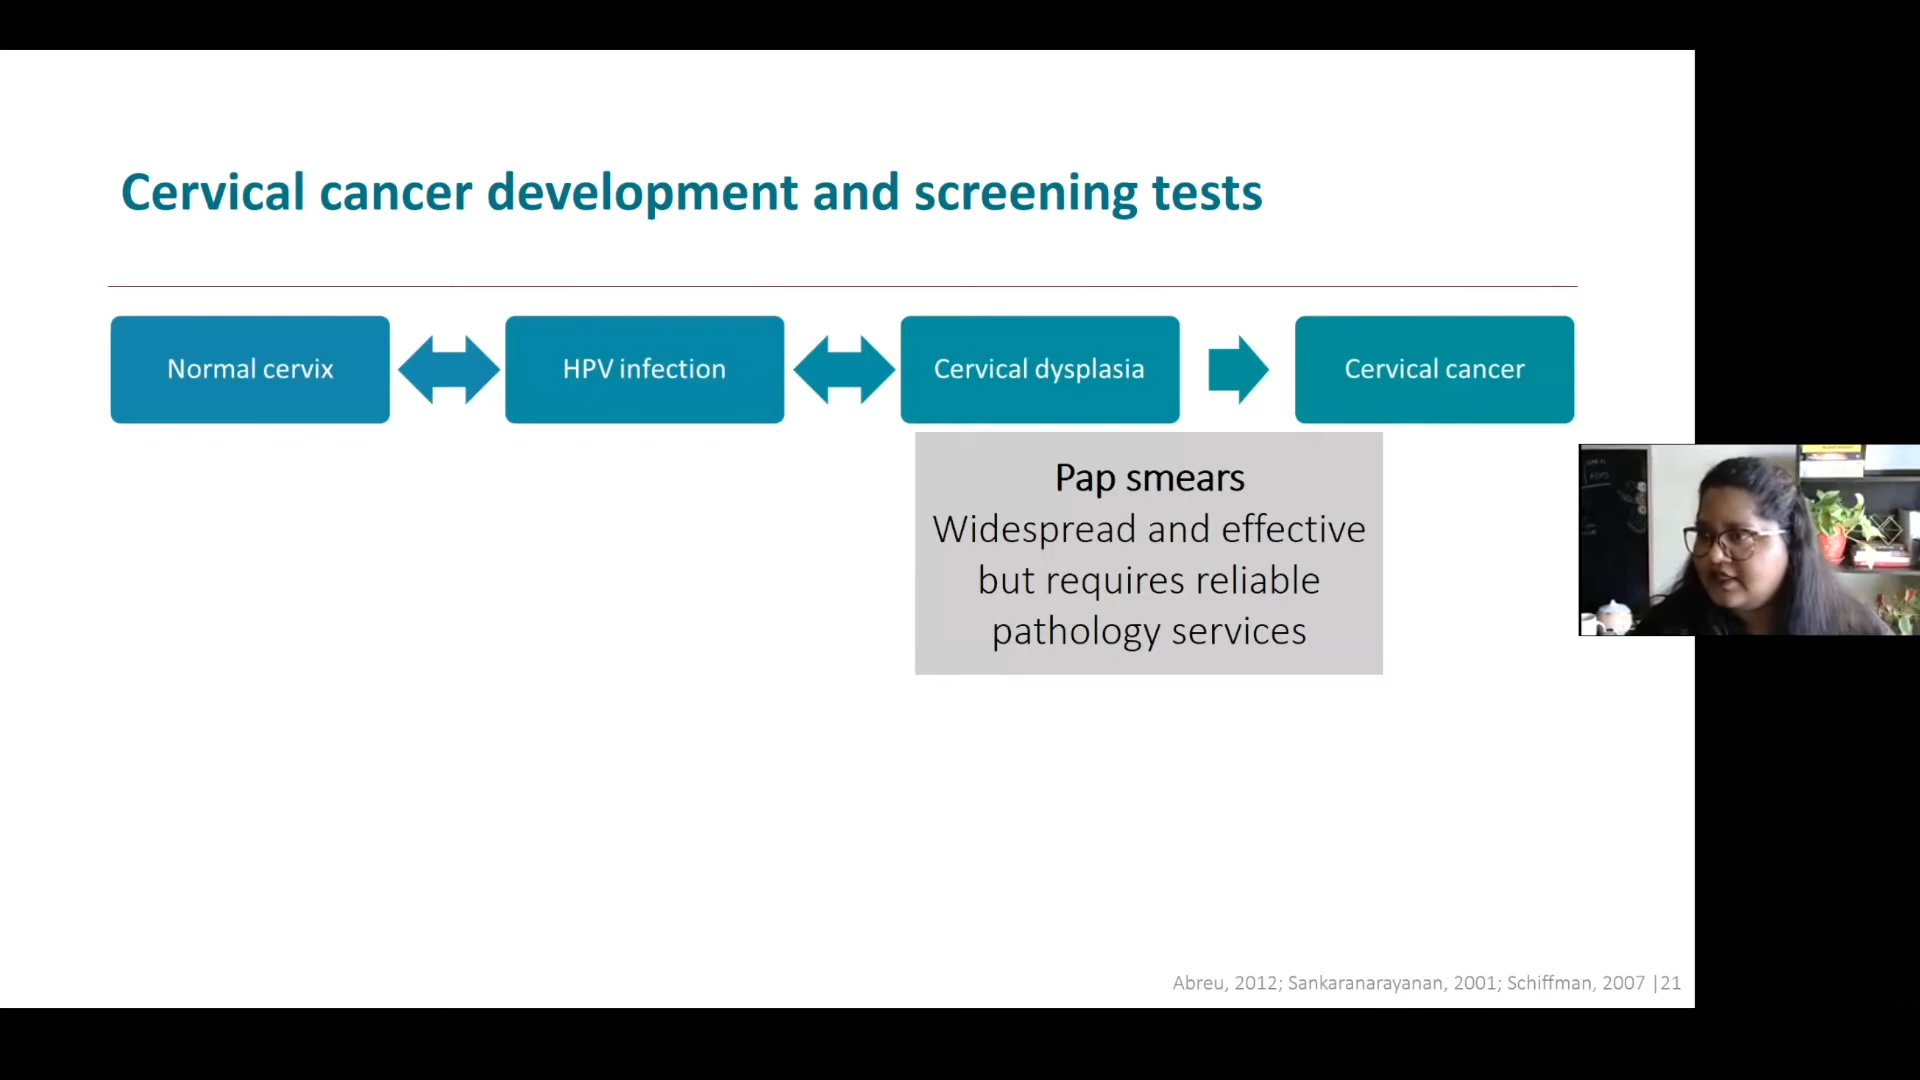 Cervical cancer development and screening tests
Normal cervix
HPV infection
Cervical dysplasia
Cervical cancer
Pap smears
Widespread and effective
but requires reliable
pathology services
Abreu, 2012; Sankaranarayanan, 2001; Schiffman, 2007 |21